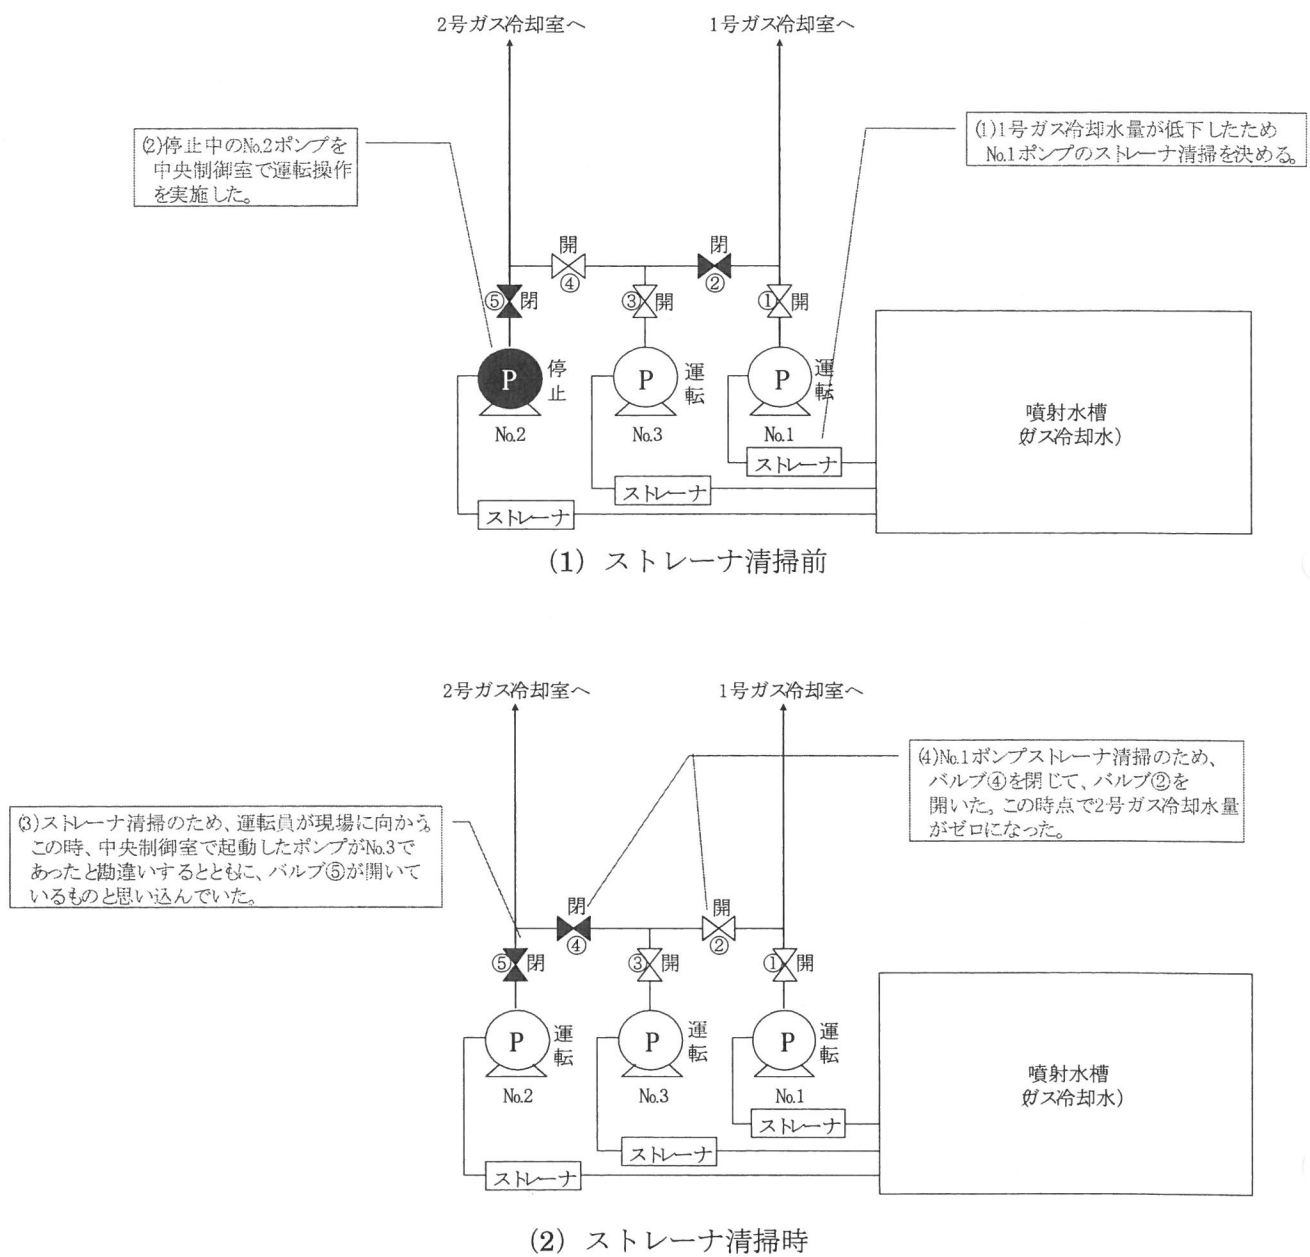 2号ガス冷却室へ
1号ガス冷却室へ
(2)停止中のNo.2ポンプを
中央制御室で運転操作
を実施した。
(1)1号ガス冷却水量が低下したため
No.1ポンプのストレーナ清掃を決める。
開
④
閉
②
⑤閉
③開
①開
P
停止
P
運転
P
運転
No.2
No.3
No.1
ストレーナ
ストレーナ
ストレーナ
噴射水槽
(ガス冷却水)
(1) ストレーナ清掃前
2号ガス冷却室へ
1号ガス冷却室へ
(4)No.1ポンプストレーナ清掃のため、
バルブ④を閉じて、バルブ②を
開いた。この時点で2号ガス冷却水量
がゼロになった。
(3)ストレーナ清掃のため、運転員が現場に向かう。
この時、中央制御室で起動したポンプがNo.3で
あったと勘違いするとともに、バルブ⑤が開いて
いるものと思い込んでいた。
閉
④
開
②
⑤閉
③開
①開
P
運転
P
運転
P
運転
No.2
No.3
No.1
ストレーナ
ストレーナ
ストレーナ
噴射水槽
(ガス冷却水)
(2) ストレーナ清掃時